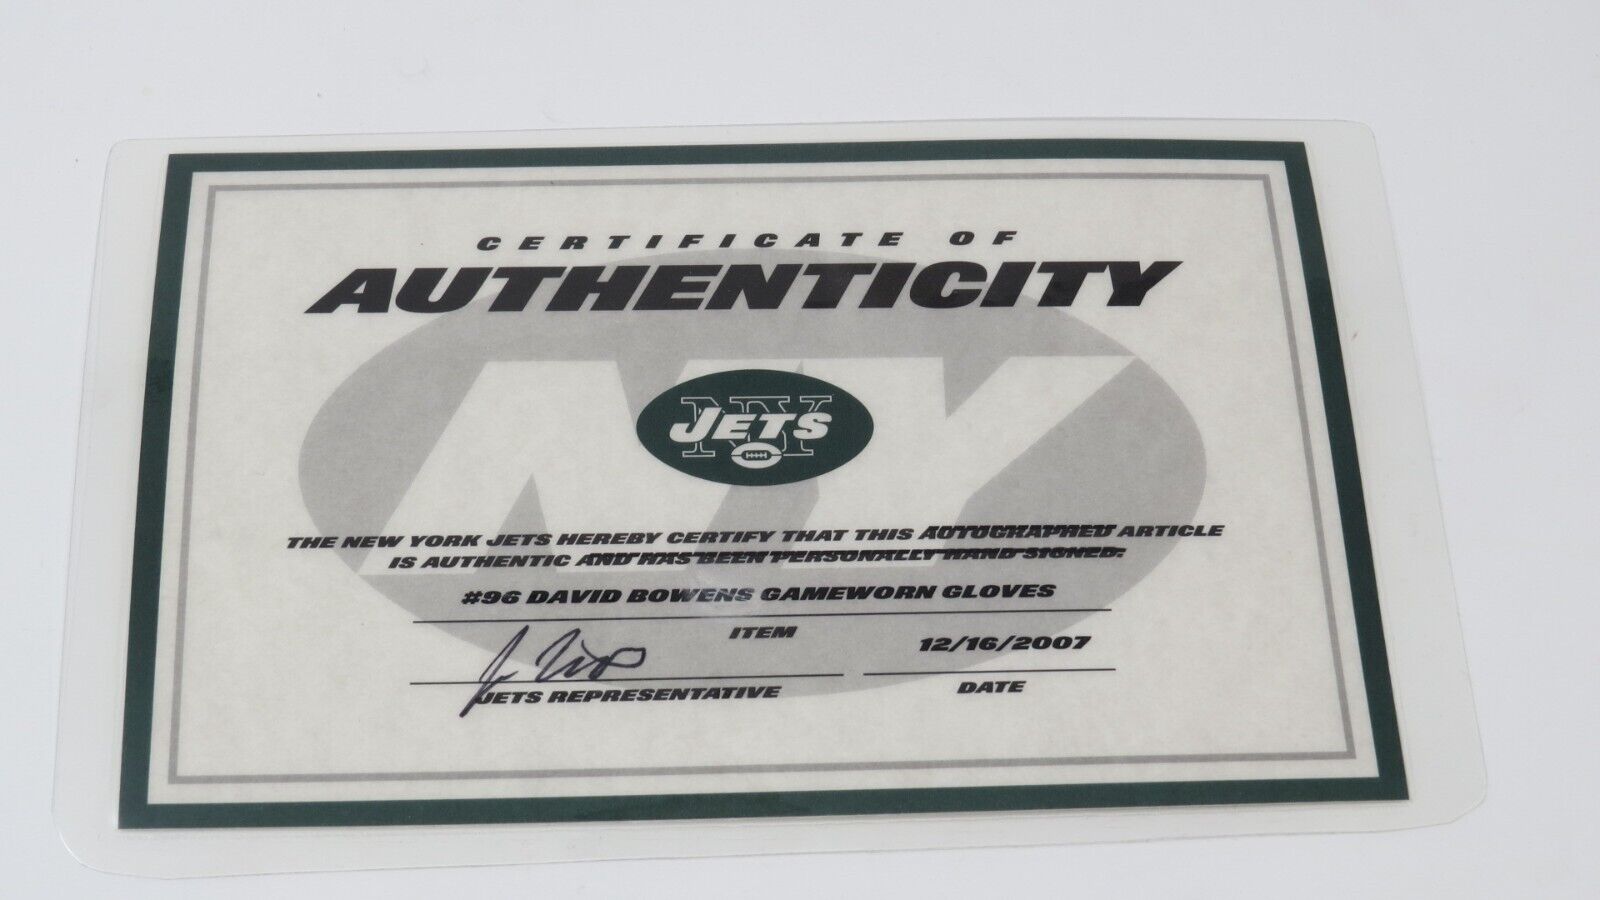 CERTIFICATE OF
AUTHENTICITY
NY
NY
JETS
THE NEW YORK JETS HEREBY CERTIFY THAT THIS AUTOGRAPHED ARTICLE
IS AUTHENTIC AND HAS BEEN PERSONALLY HAND SIGNED.
#96 DAVID BOWENS GAMEWORN GLOVES
ITEM
12/16/2007
JETS REPRESENTATIVE
DATE